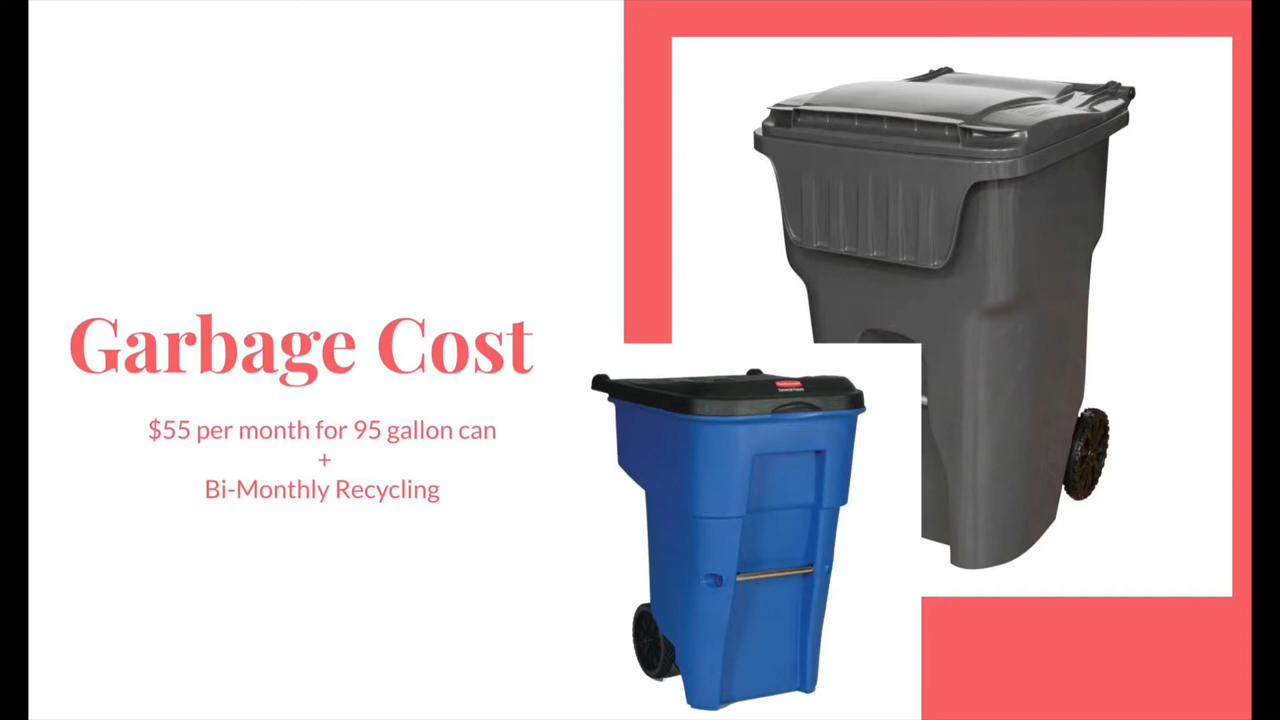 Garbage Cost
$55 per month for 95 gallon can
+
Bi-Monthly Recycling